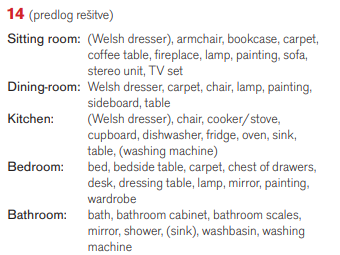 14 (predlog rešitve)
Sitting room: (Welsh dresser), armchair, bookcase, carpet,
coffee table, fireplace, lamp, painting, sofa,
stereo unit, TV set
Dining-room: Welsh dresser, carpet, chair, lamp, painting,
sideboard, table
Kitchen: (Welsh dresser), chair, cooker/stove,
cupboard, dishwasher, fridge, oven, sink,
table, (washing machine)
Bedroom: bed, bedside table, carpet, chest of drawers,
desk, dressing table, lamp, mirror, painting,
wardrobe
Bathroom: bath, bathroom cabinet, bathroom scales,
mirror, shower, (sink), washbasin, washing
machine